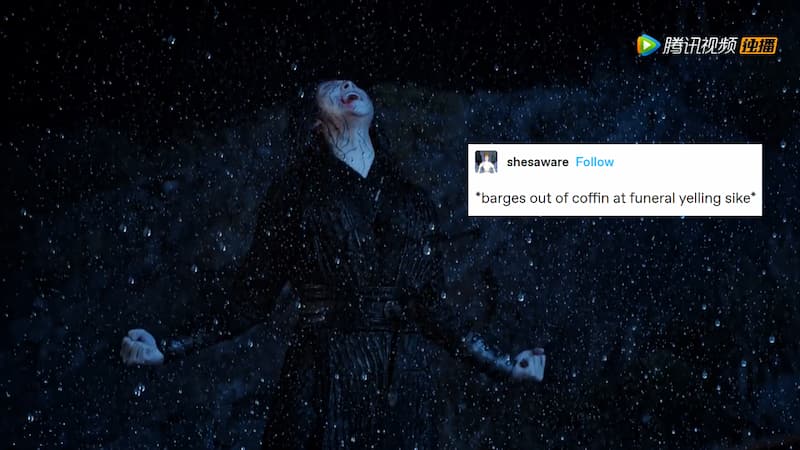 腾讯视频 独播
shesaware Follow
*barges out of coffin at funeral yelling sike*